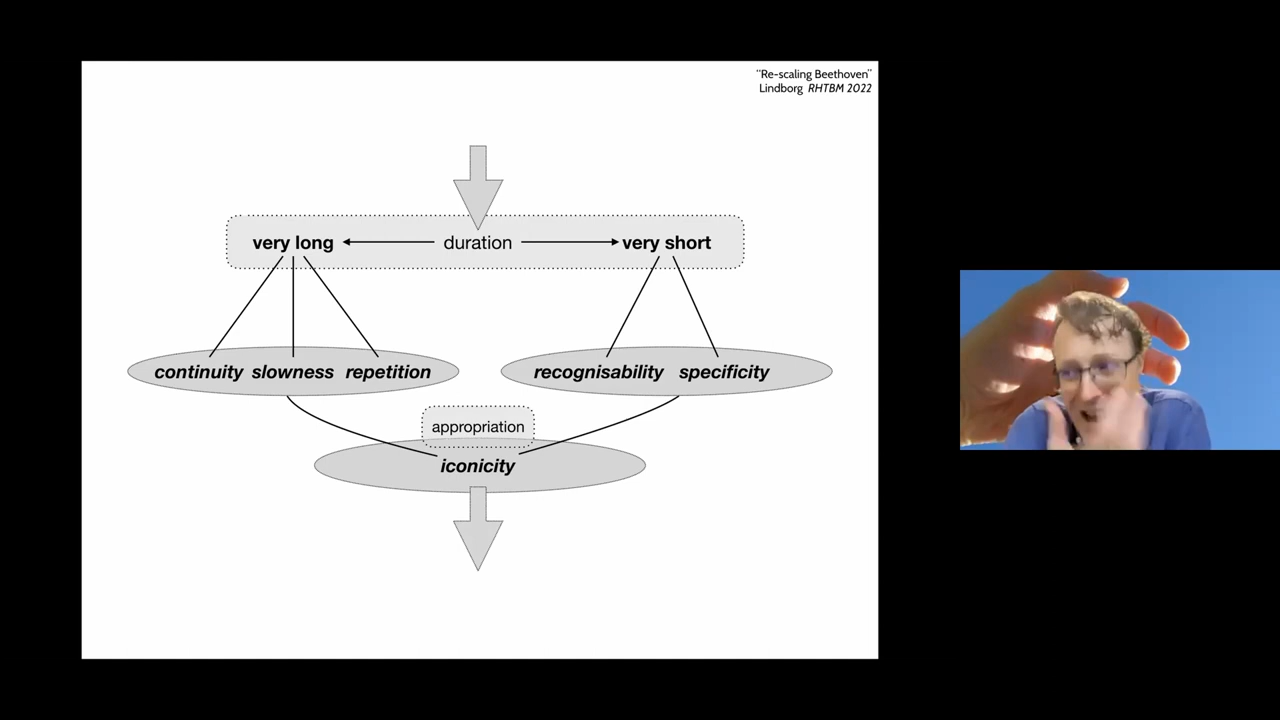 "Re-scaling Beethoven"
Lindborg RHTBM 2022
very long duration very short
continuity slowness repetition recognisability specificity
appropriation
iconicity